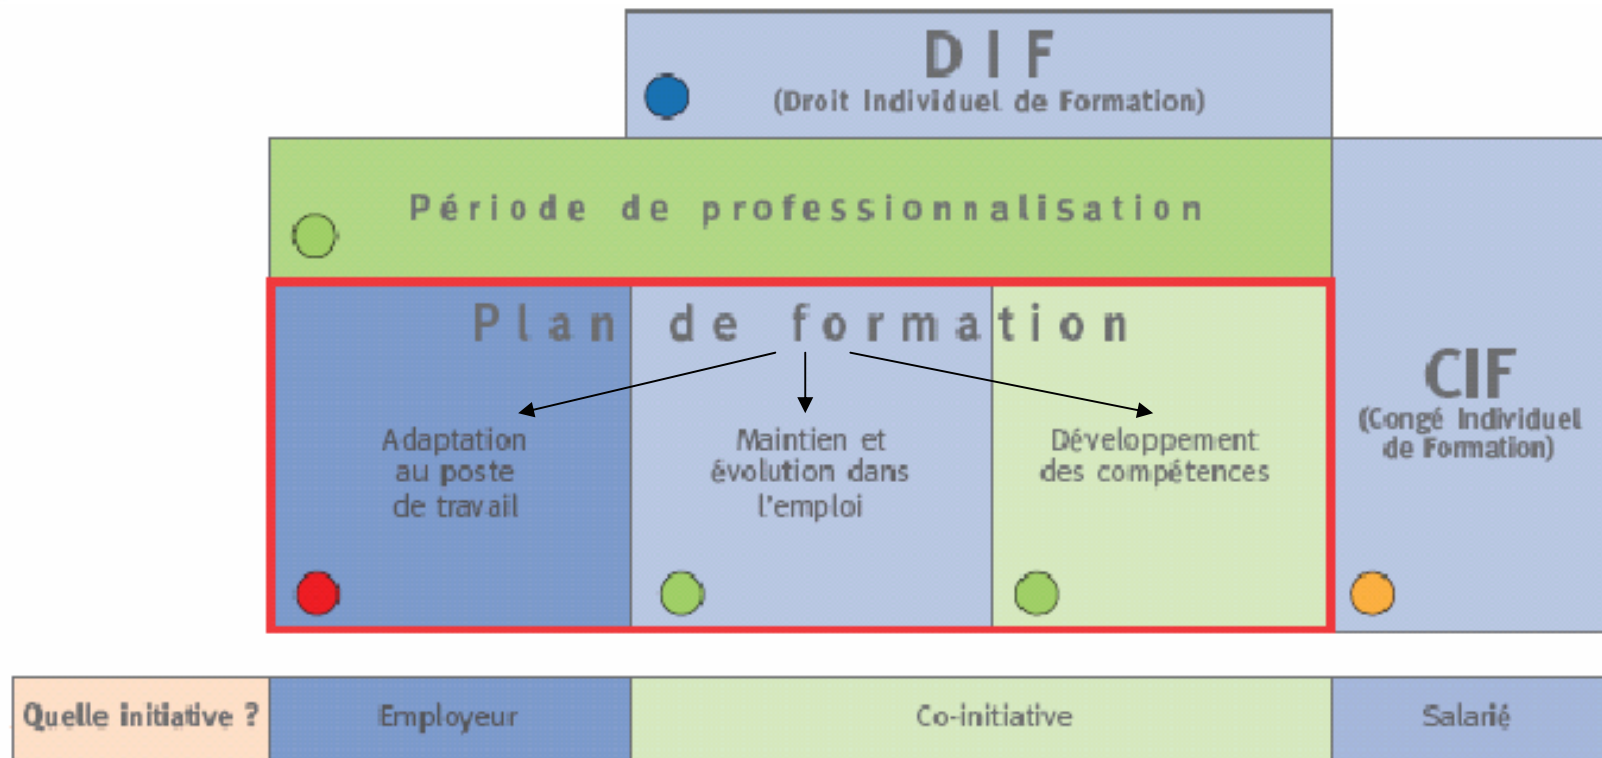 DIF
(Droit Individuel de Formation)
Période de professionnalisation
Plan de formation
Adaptation
au poste
de travail
Maintien et
évolution dans
l'emploi
Développement
des compétences
CIF
(Congé Individuel
de Formation)
Quelle initiative ?
Employeur
Co-initiative
Salarié